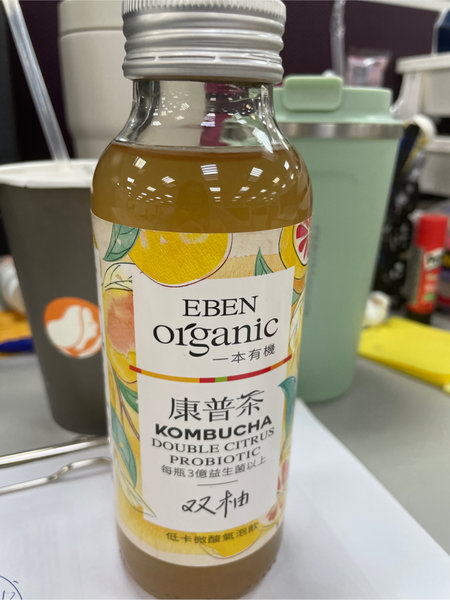 EBEN
organic
一本有機
康普茶
KOMBUCHA
DOUBLE CITRUS
PROBIOTIC
每瓶3億益生菌以上
双柚
低卡微酸氣泡飲